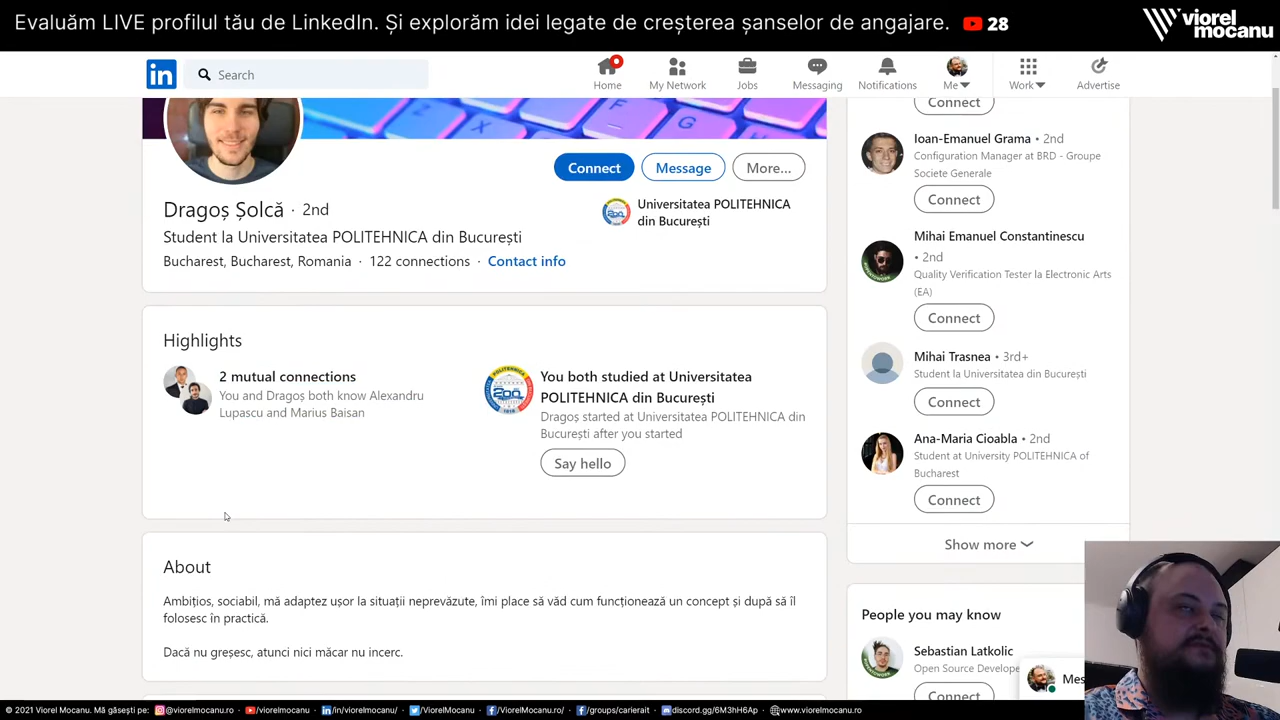 Evaluăm LIVE profilul tău de LinkedIn. Și explorăm idei legate de creșterea șanselor de angajare. 28
viorel
mocanu
in
Search
Home
My Network
Jobs
Messaging
Notifications
Me
Work
Advertise
Connect
Message
More...
Dragoș Șolcă · 2nd
Student la Universitatea POLITEHNICA din București
Bucharest, Bucharest, Romania · 122 connections · Contact info
Universitatea POLITEHNICA
din București
Highlights
2 mutual connections
You and Dragoș both know Alexandru
Lupascu and Marius Baisan
You both studied at Universitatea
POLITEHNICA din București
Dragoș started at Universitatea POLITEHNICA din
București after you started
Say hello
About
Ambițios, sociabil, mă adaptez ușor la situații neprevăzute, îmi place să văd cum funcționează un concept și după să îl
folosesc în practică.
Dacă nu greșesc, atunci nici măcar nu incerc.
Connect
Ioan-Emanuel Grama • 2nd
Configuration Manager at BRD - Groupe
Societe Generale
Connect
Mihai Emanuel Constantinescu
• 2nd
Quality Verification Tester la Electronic Arts
(EA)
Connect
Mihai Trasnea • 3rd+
Student la Universitatea din București
Connect
Ana-Maria Cioabla • 2nd
Student at University POLITEHNICA of
Bucharest
Connect
Show more
People you may know
Sebastian Latkolic
Open Source Develope
Connect
Mes
© 2021 Viorel Mocanu. Mă găsești pe: @viorelmocanu.ro /viorelmocanu /in/viorelmocanu/ /ViorelMocanu /ViorelMocanu.ro/ /groups/carierait discord.gg/6M3hH6Ap www.viorelmocanu.ro